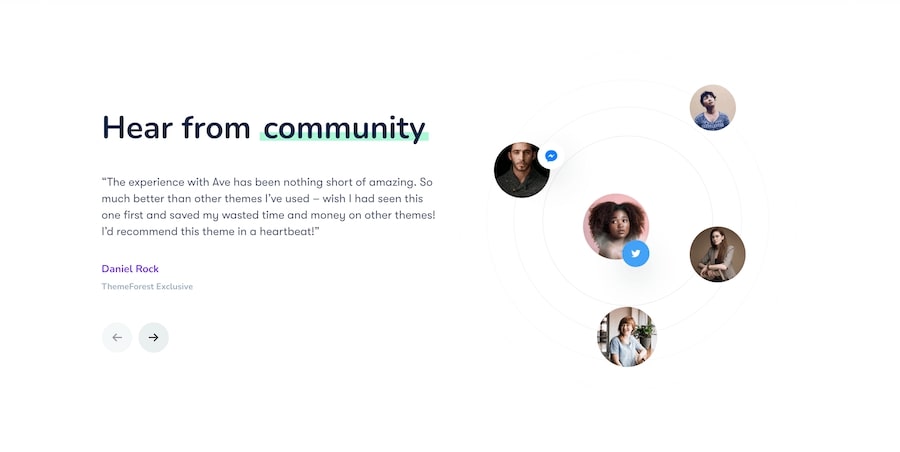 Hear from community
“The experience with Ave has been nothing short of amazing. So
much better than other themes I’ve used – wish I had seen this
one first and saved my wasted time and money on other themes!
I’d recommend this theme in a heartbeat!”
Daniel Rock
ThemeForest Exclusive